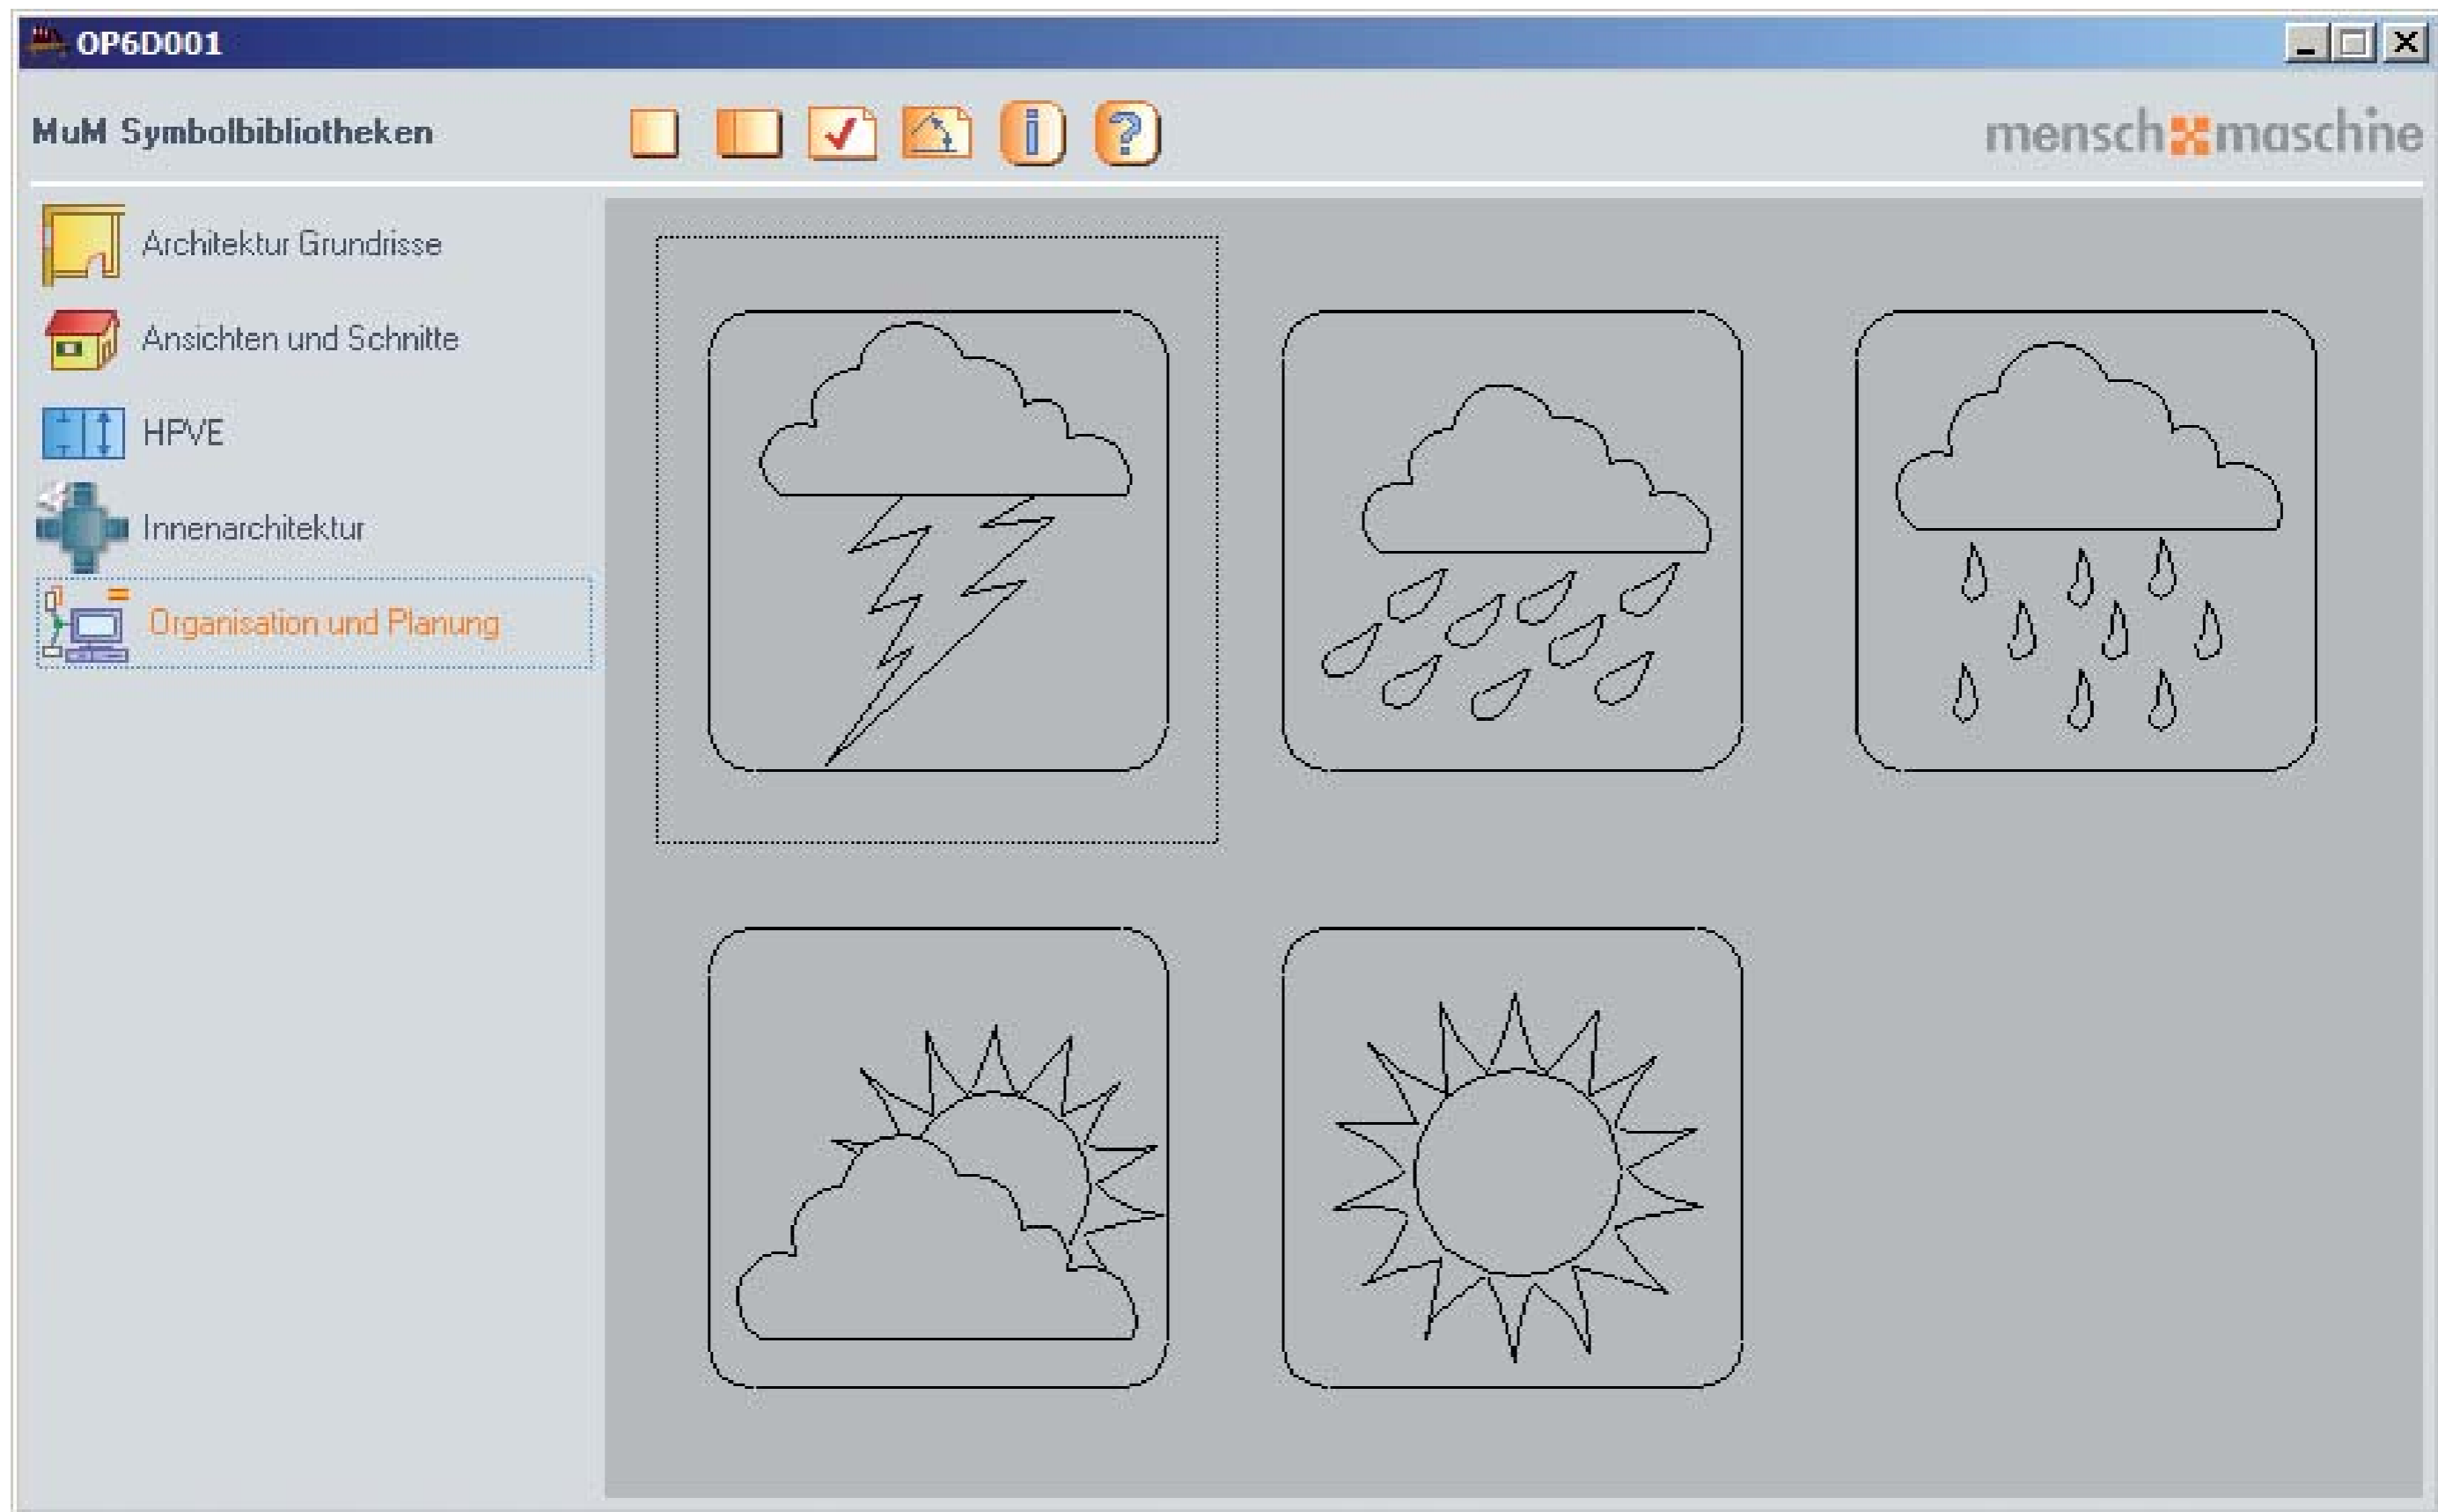 OP6D001
MuM Symbolbibliotheken
mensch maschine
Architektur Grundrisse
Ansichten und Schnitte
HPVE
Innenarchitektur
Organisation und Planung